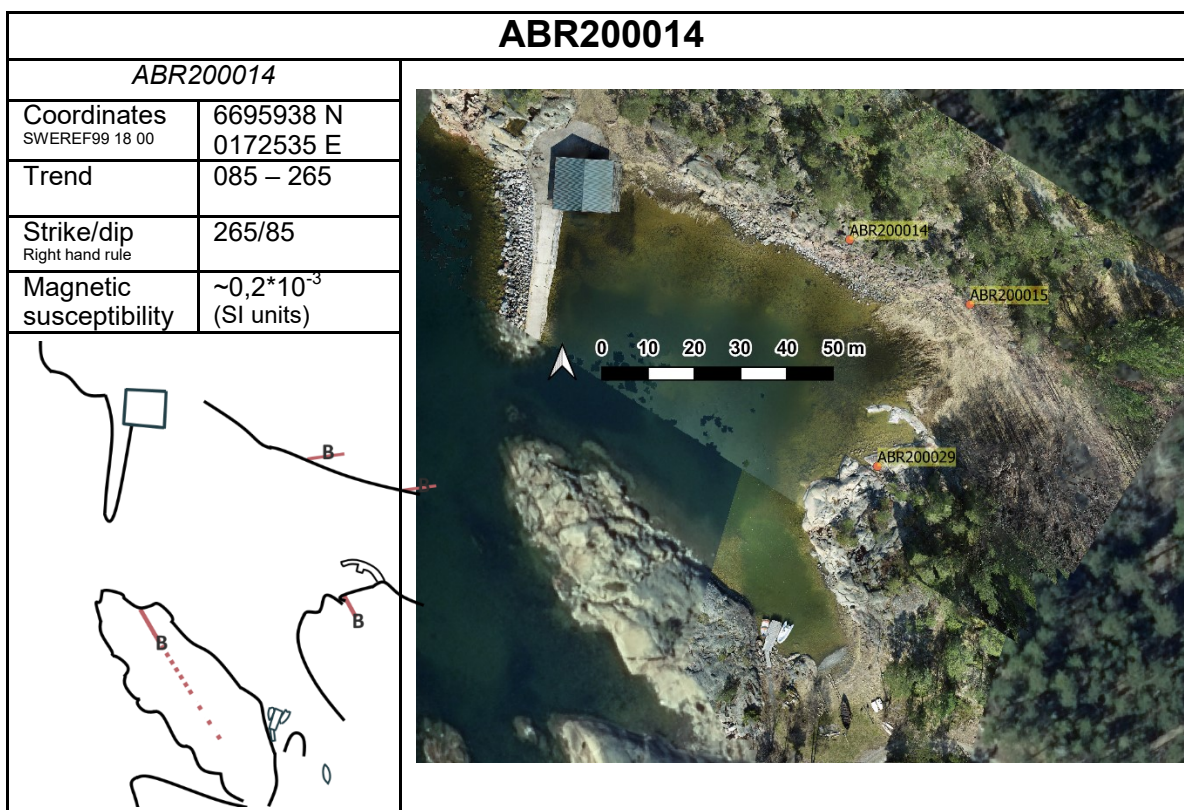 ABR200014
ABR200014
Coordinates
SWEREF99 18 00
6695938 N
0172535 E
Trend
085 – 265
Strike/dip
Right hand rule
265/85
Magnetic
susceptibility
~0,2*10-3
(SI units)
B
B
B
B
ABR200014
ABR200015
0 10 20 30 40 50 m
ABR200029